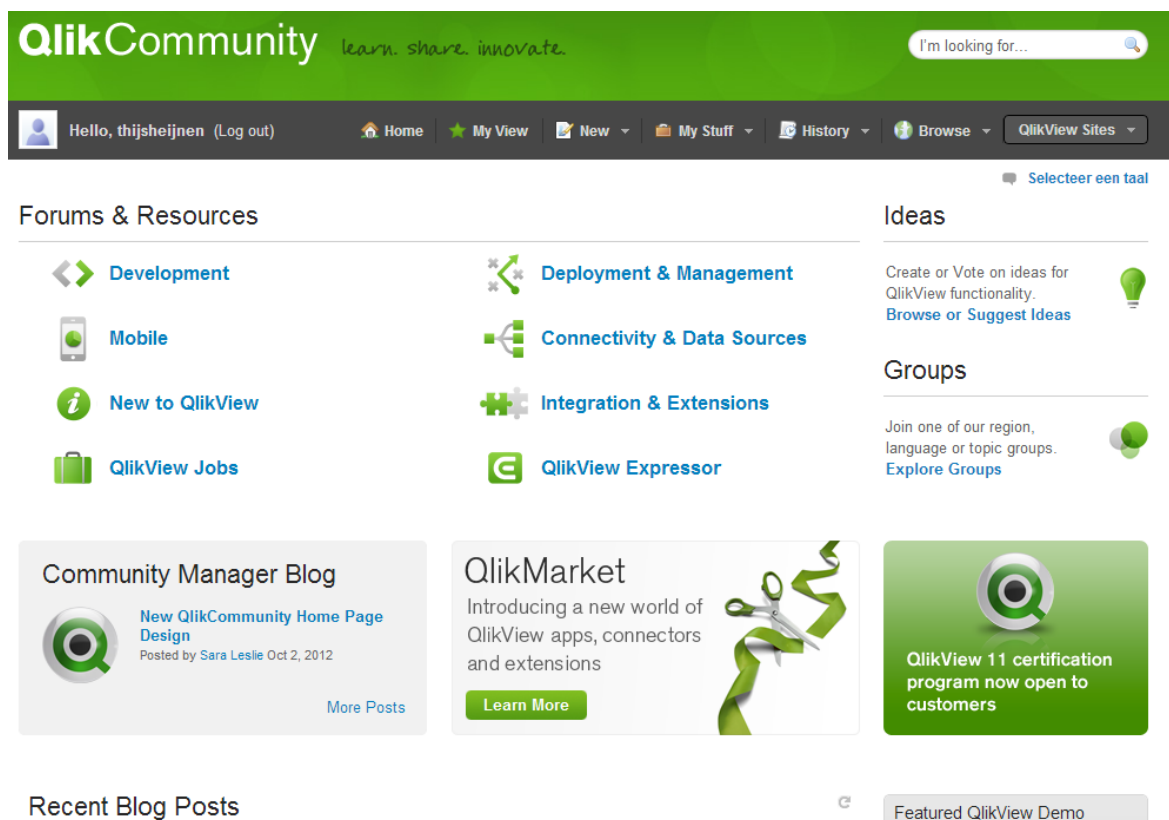 QlikCommunity learn. share. innovate.
I'm looking for...
Hello, thijsheijnen (Log out)
Home
My View
New
My Stuff
History
Browse
QlikView Sites
Selecteer een taal
Forums & Resources
Development
Deployment & Management
Mobile
Connectivity & Data Sources
New to QlikView
Integration & Extensions
QlikView Jobs
QlikView Expressor
Ideas
Create or Vote on ideas for
QlikView functionality.
Browse or Suggest Ideas
Groups
Join one of our region,
language or topic groups.
Explore Groups
Community Manager Blog
New QlikCommunity Home Page
Design
Posted by Sara Leslie Oct 2, 2012
More Posts
QlikMarket
Introducing a new world of
QlikView apps, connectors
and extensions
Learn More
QlikView 11 certification
program now open to
customers
Recent Blog Posts
Featured QlikView Demo